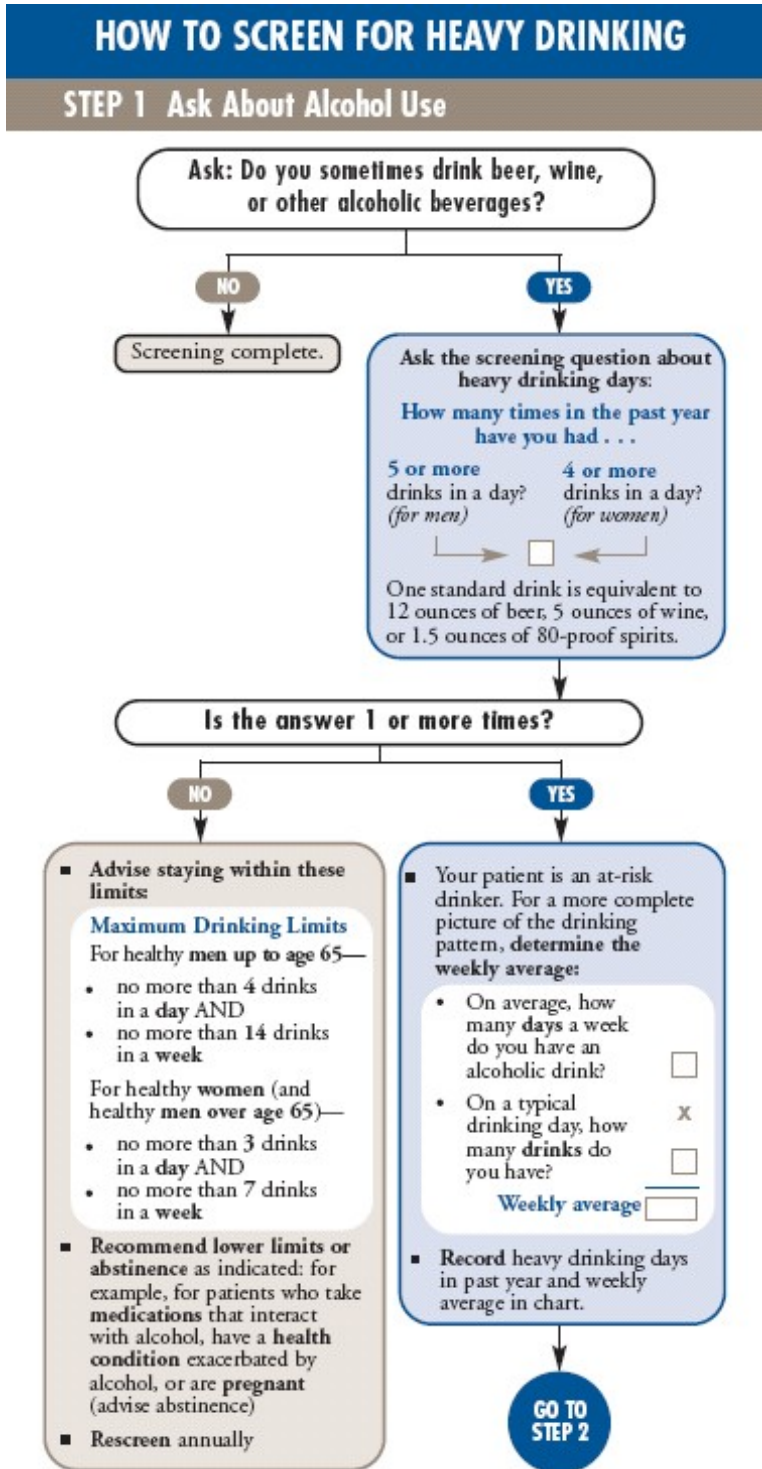 HOW TO SCREEN FOR HEAVY DRINKING
STEP 1 Ask About Alcohol Use
Ask: Do you sometimes drink beer, wine,
or other alcoholic beverages?
NO
YES
Screening complete.
Ask the screening question about
heavy drinking days:
How many times in the past year
have you had . . .
5 or more
drinks in a day?
(for men)
4 or more
drinks in a day?
(for women)
One standard drink is equivalent to
12 ounces of beer, 5 ounces of wine,
or 1.5 ounces of 80-proof spirits.
Is the answer 1 or more times?
NO
YES
■ Advise staying within these
limits:
Maximum Drinking Limits
For healthy men up to age 65—
• no more than 4 drinks
in a day AND
• no more than 14 drinks
in a week
For healthy women (and
healthy men over age 65)—
• no more than 3 drinks
in a day AND
• no more than 7 drinks
in a week
■ Recommend lower limits or
abstinence as indicated: for
example, for patients who take
medications that interact
with alcohol, have a health
condition exacerbated by
alcohol, or are pregnant
(advise abstinence)
■ Rescreen annually
■ Your patient is an at-risk
drinker. For a more complete
picture of the drinking
pattern, determine the
weekly average:
• On average, how
many days a week
do you have an
alcoholic drink?
• On a typical
drinking day, how
many drinks do
you have?
x
Weekly average
■ Record heavy drinking days
in past year and weekly
average in chart.
GO TO
STEP 2